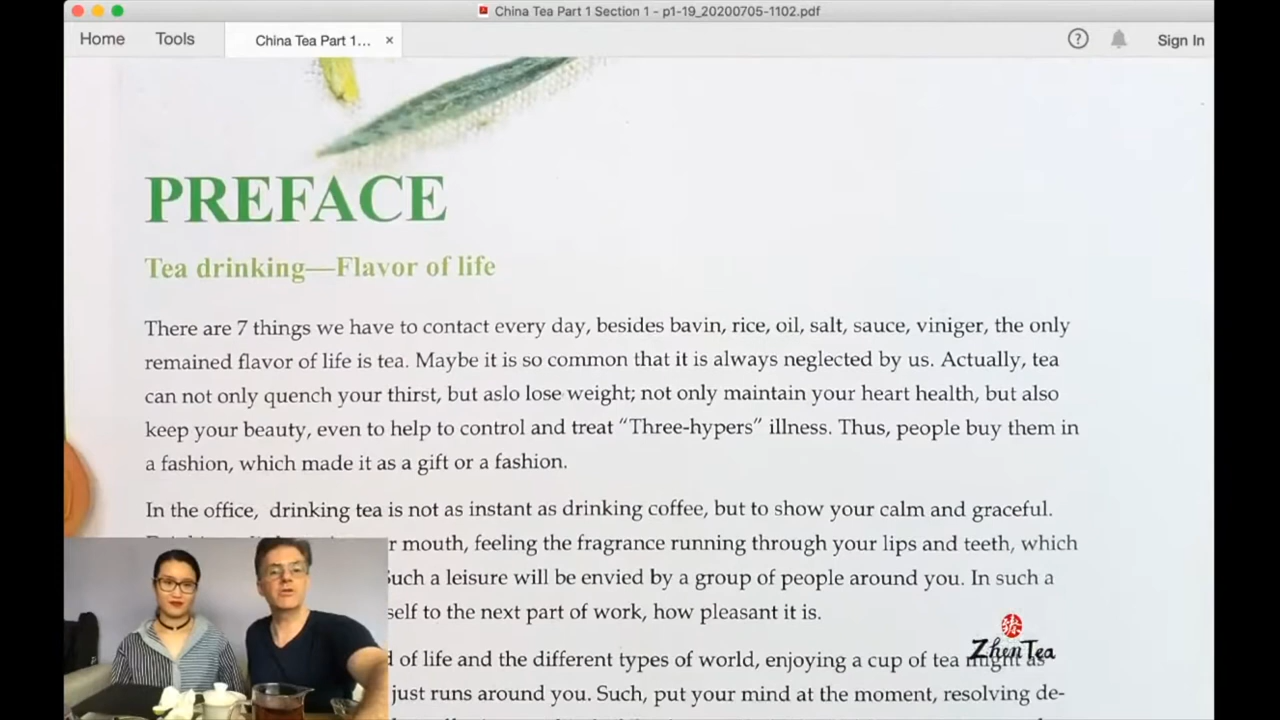 China Tea Part 1 Section 1 - p1-19_20200705-1102.pdf
Home Tools China Tea Part 1... × ? Sign In
PREFACE
Tea drinking—Flavor of life
There are 7 things we have to contact every day, besides bavin, rice, oil, salt, sauce, viniger, the only
remained flavor of life is tea. Maybe it is so common that it is always neglected by us. Actually, tea
can not only quench your thirst, but aslo lose weight; not only maintain your heart health, but also
keep your beauty, even to help to control and treat “Three-hypers” illness. Thus, people buy them in
a fashion, which made it as a gift or a fashion.
In the office, drinking tea is not as instant as drinking coffee, but to show your calm and graceful.
mouth, feeling the fragrance running through your lips and teeth, which
Such a leisure will be envied by a group of people around you. In such a
self to the next part of work, how pleasant it is.
of life and the different types of world, enjoying a cup of tea might as
just runs around you. Such, put your mind at the moment, resolving de-
Zhen Tea